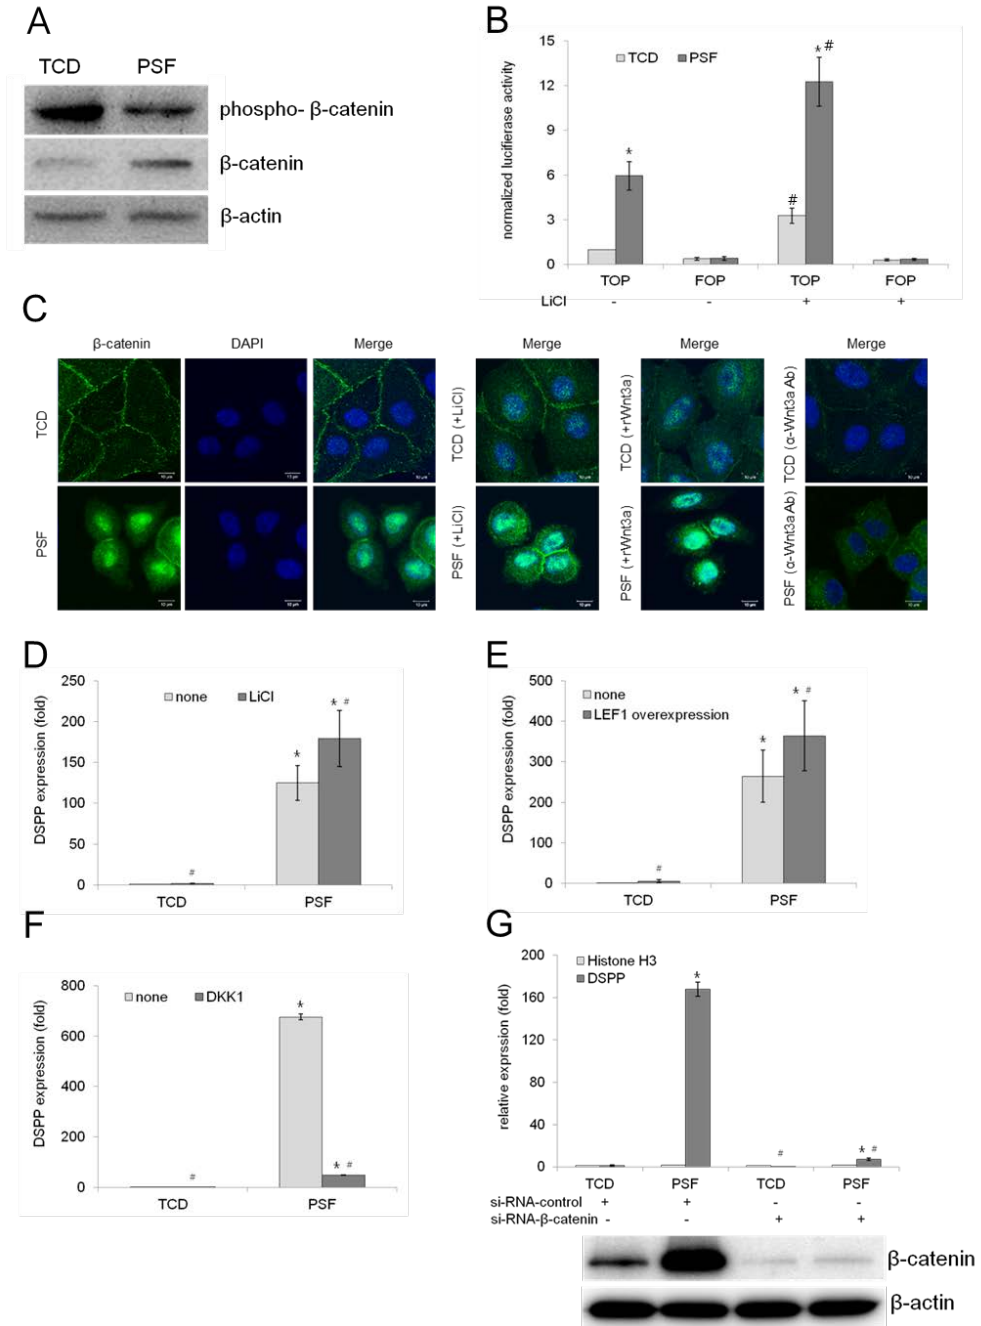 A
TCD PSF
phospho- β-catenin
β-catenin
β-actin
B
15
12
9
6
3
0
normalized lucifierase activity
TCD PSF
*
#
* #
TOP FOP TOP FOP
LiCl - - + +
C
β-catenin DAPI Merge Merge Merge Merge
TCD
TCD (+LiCl)
TCD (+rWnt3a)
TCD (α-Wnt3a Ab)
PSF
PSF (+LiCl)
PSF (+rWnt3a)
PSF (α-Wnt3a Ab)
D
250
200
150
100
50
0
DSPP expression (fold)
none LiCl
#
*
* #
TCD PSF
E
500
400
300
200
100
0
DSPP expression (fold)
none
LEF1 overexpression
#
*
* #
TCD PSF
F
800
600
400
200
0
DSPP expression (fold)
none DKK1
#
*
* #
TCD PSF
G
200
160
120
80
40
0
relative exprssion (fold)
Histone H3
DSPP
*
#
* #
TCD PSF TCD PSF
si-RNA-control + + - -
si-RNA-β-catenin - - + +
β-catenin
β-actin